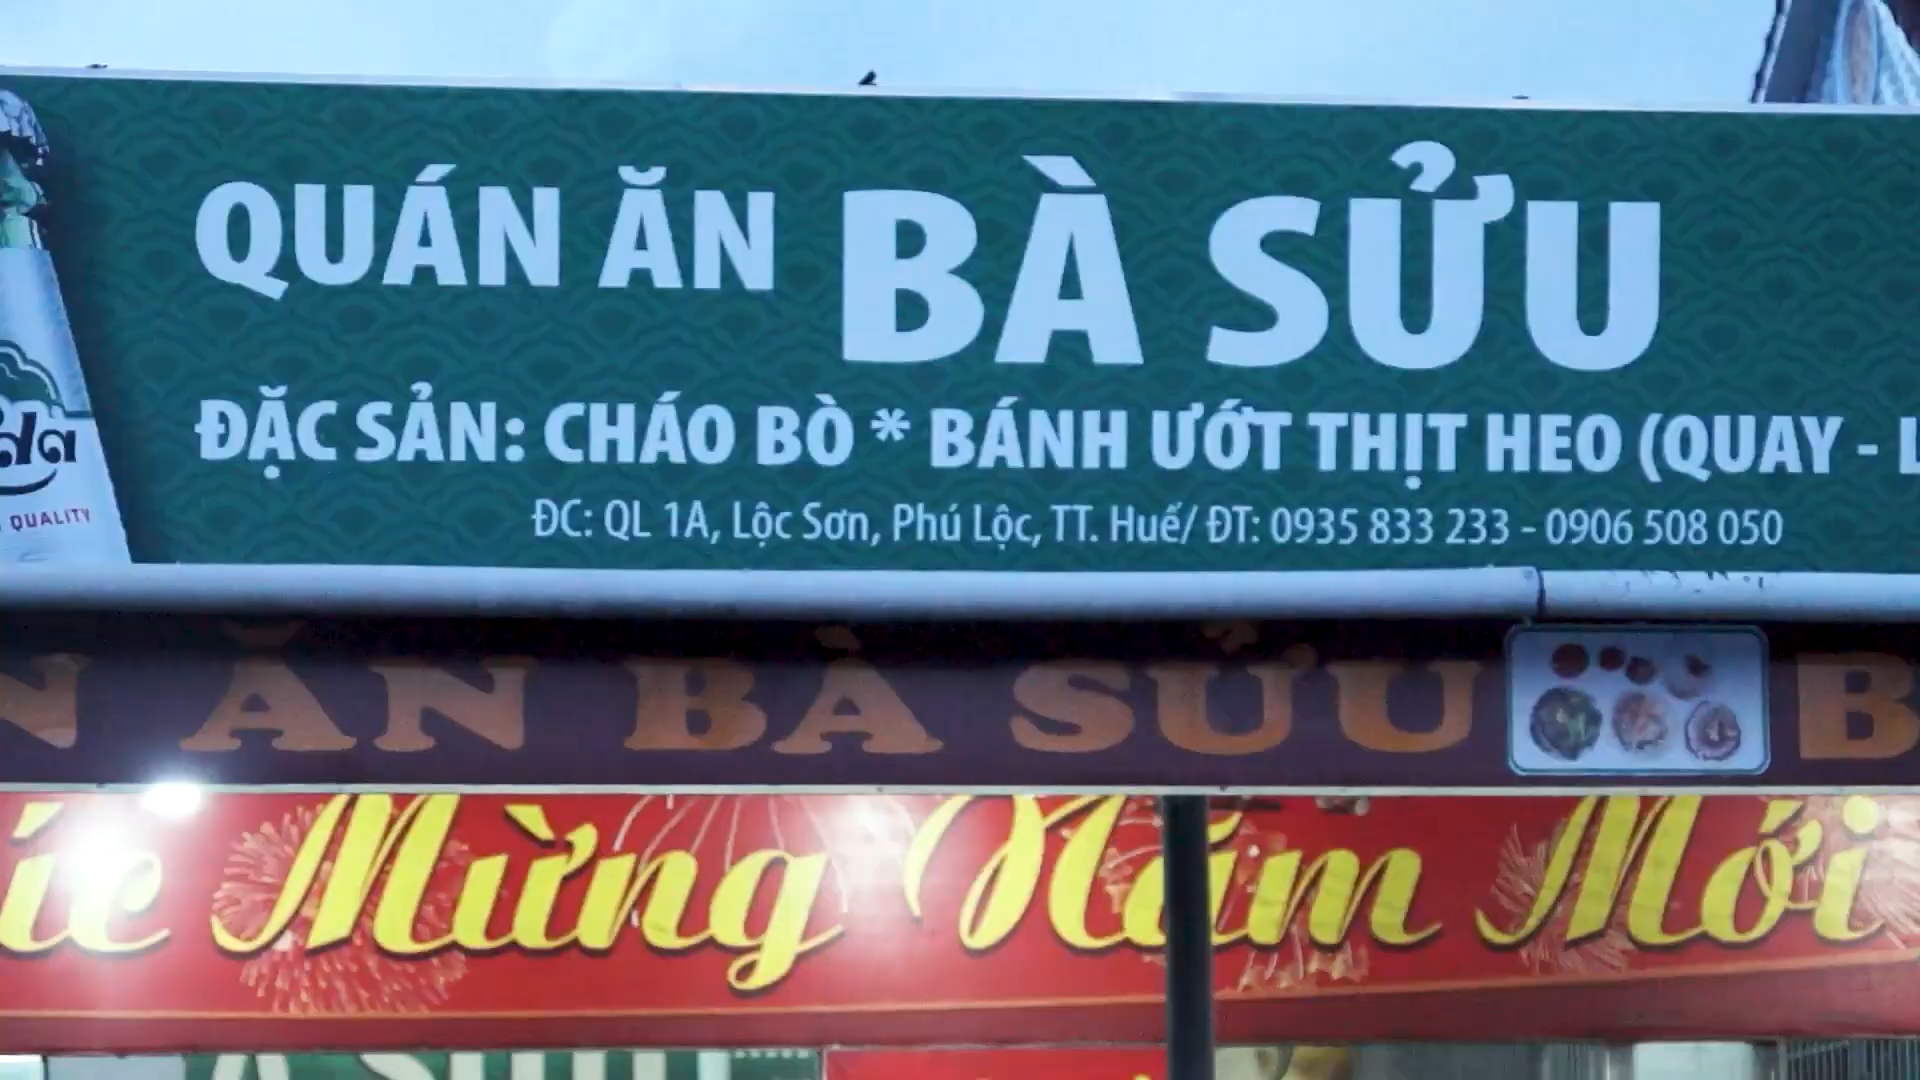 QUÁN ĂN BÀ SỬU
ĐẶC SẢN: CHÁO BÒ * BÁNH ƯỚT THỊT HEO (QUAY -
ĐC: QL 1A, Lộc Sơn, Phú Lộc, TT. Huế/ ĐT: 0935 833 233 - 0906 508 050
QUALITY
ĂN BÀ SỬU
Mừng Năm Mới